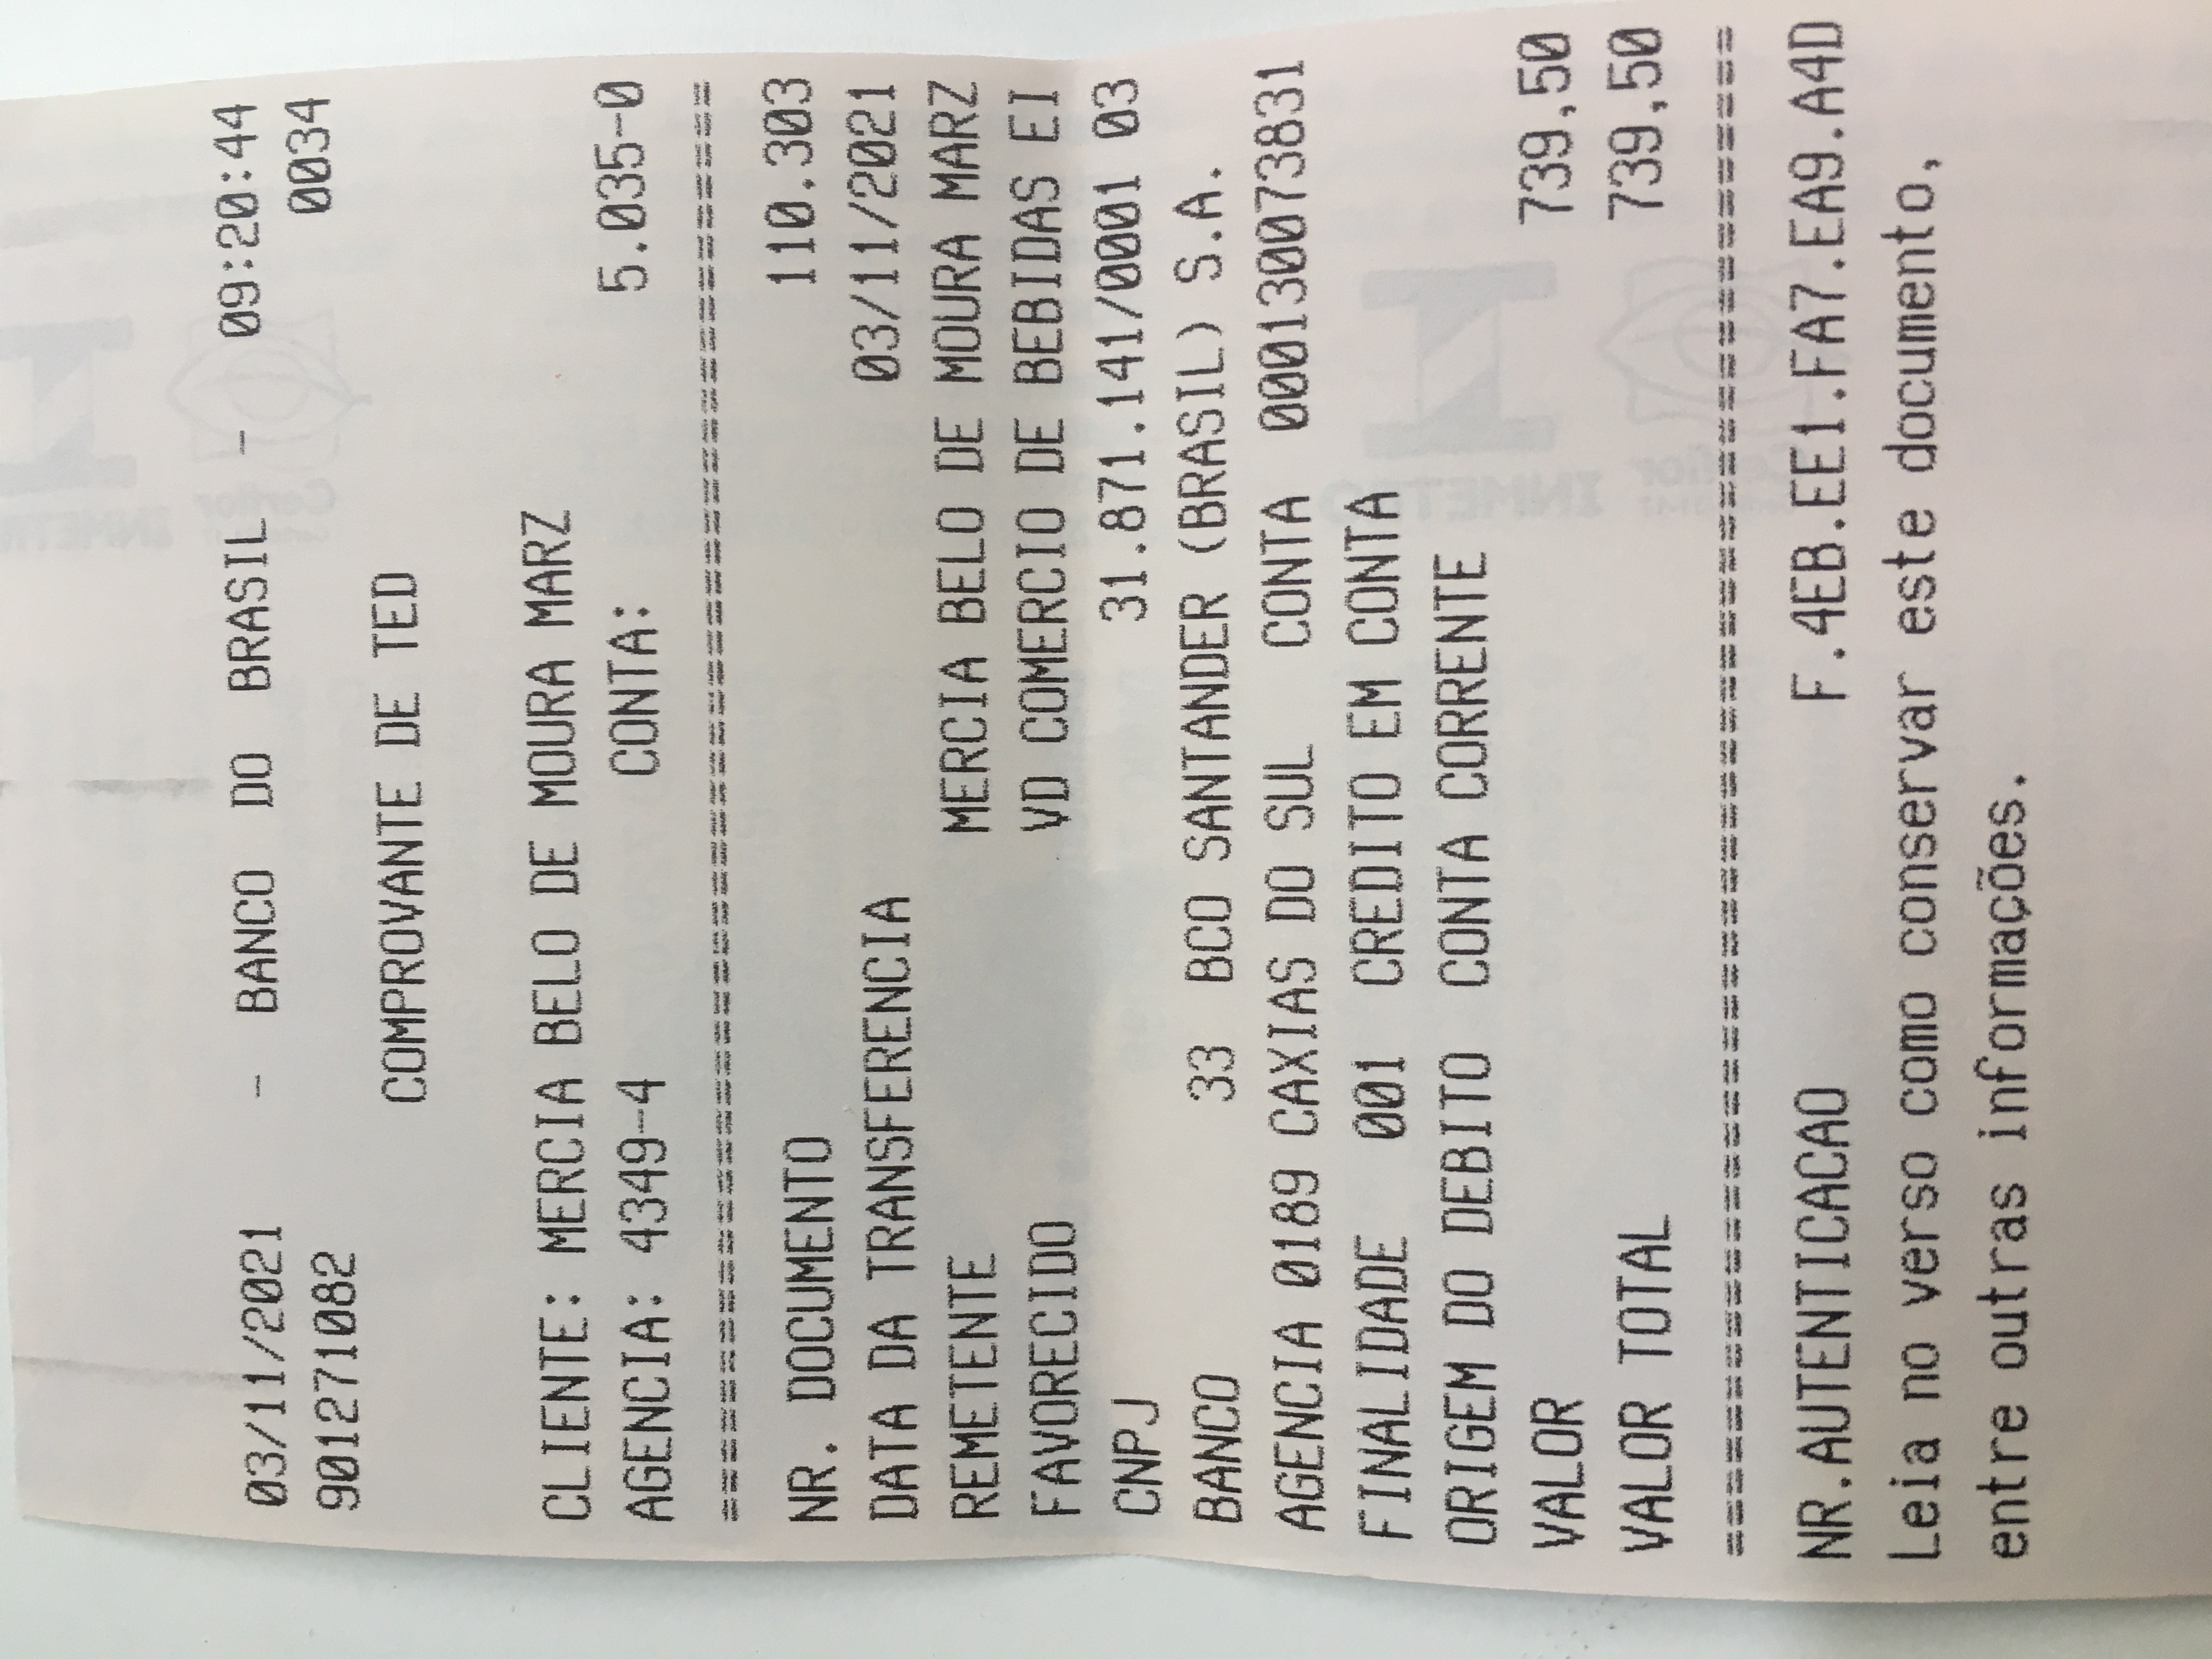 03/11/2021 - BANCO DO BRASIL - 09:20:44
901271082 0034
COMPROVANTE DE TED
CLIENTE: MERCIA BELO DE MOURA MARZ
AGENCIA: 4349-4 CONTA: 5.035-0
================================================
NR. DOCUMENTO 110.303
DATA DA TRANSFERENCIA 03/11/2021
REMETENTE MERCIA BELO DE MOURA MARZ
FAVORECIDO VD COMERCIO DE BEBIDAS EI
CNPJ 31.871.141/0001 03
BANCO 33 BCO SANTANDER (BRASIL) S.A.
AGENCIA 0189 CAXIAS DO SUL CONTA 000130073831
FINALIDADE 001 CREDITO EM CONTA
ORIGEM DO DEBITO CONTA CORRENTE
VALOR 739,50
VALOR TOTAL 739,50
================================================
NR.AUTENTICACAO F.4EB.EE1.FA7.EA9.A4D
Leia no verso como conservar este documento,
entre outras informações.